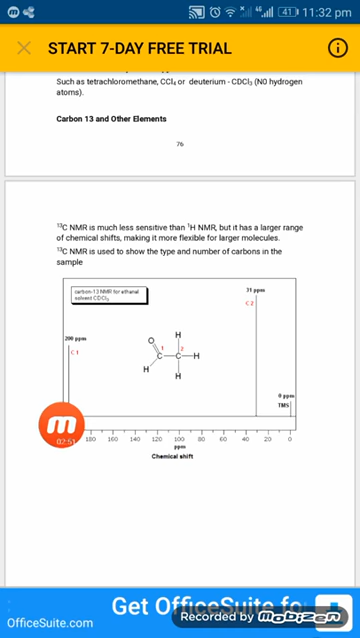 11:32 pm
41
START 7-DAY FREE TRIAL
Such as tetrachloromethane, CCl₄ or deuterium - CDCl₃ (N0 hydrogen
atoms).
Carbon 13 and Other Elements
76
¹³C NMR is much less sensitive than ¹H NMR, but it has a larger range
of chemical shifts, making it more flexible for larger molecules.
¹³C NMR is used to show the type and number of carbons in the
sample
carbon-13 NMR for ethanal
solvent CDCl₃
31 ppm
C 2
200 ppm
C 1
H
O 1 2
C C H
H H
0 ppm
TMS
02:51
180 160 140 120 100 80 60 40 20 0
ppm
Chemical shift
Get OfficeSuite fo
OfficeSuite.com
Recorded by mobizen